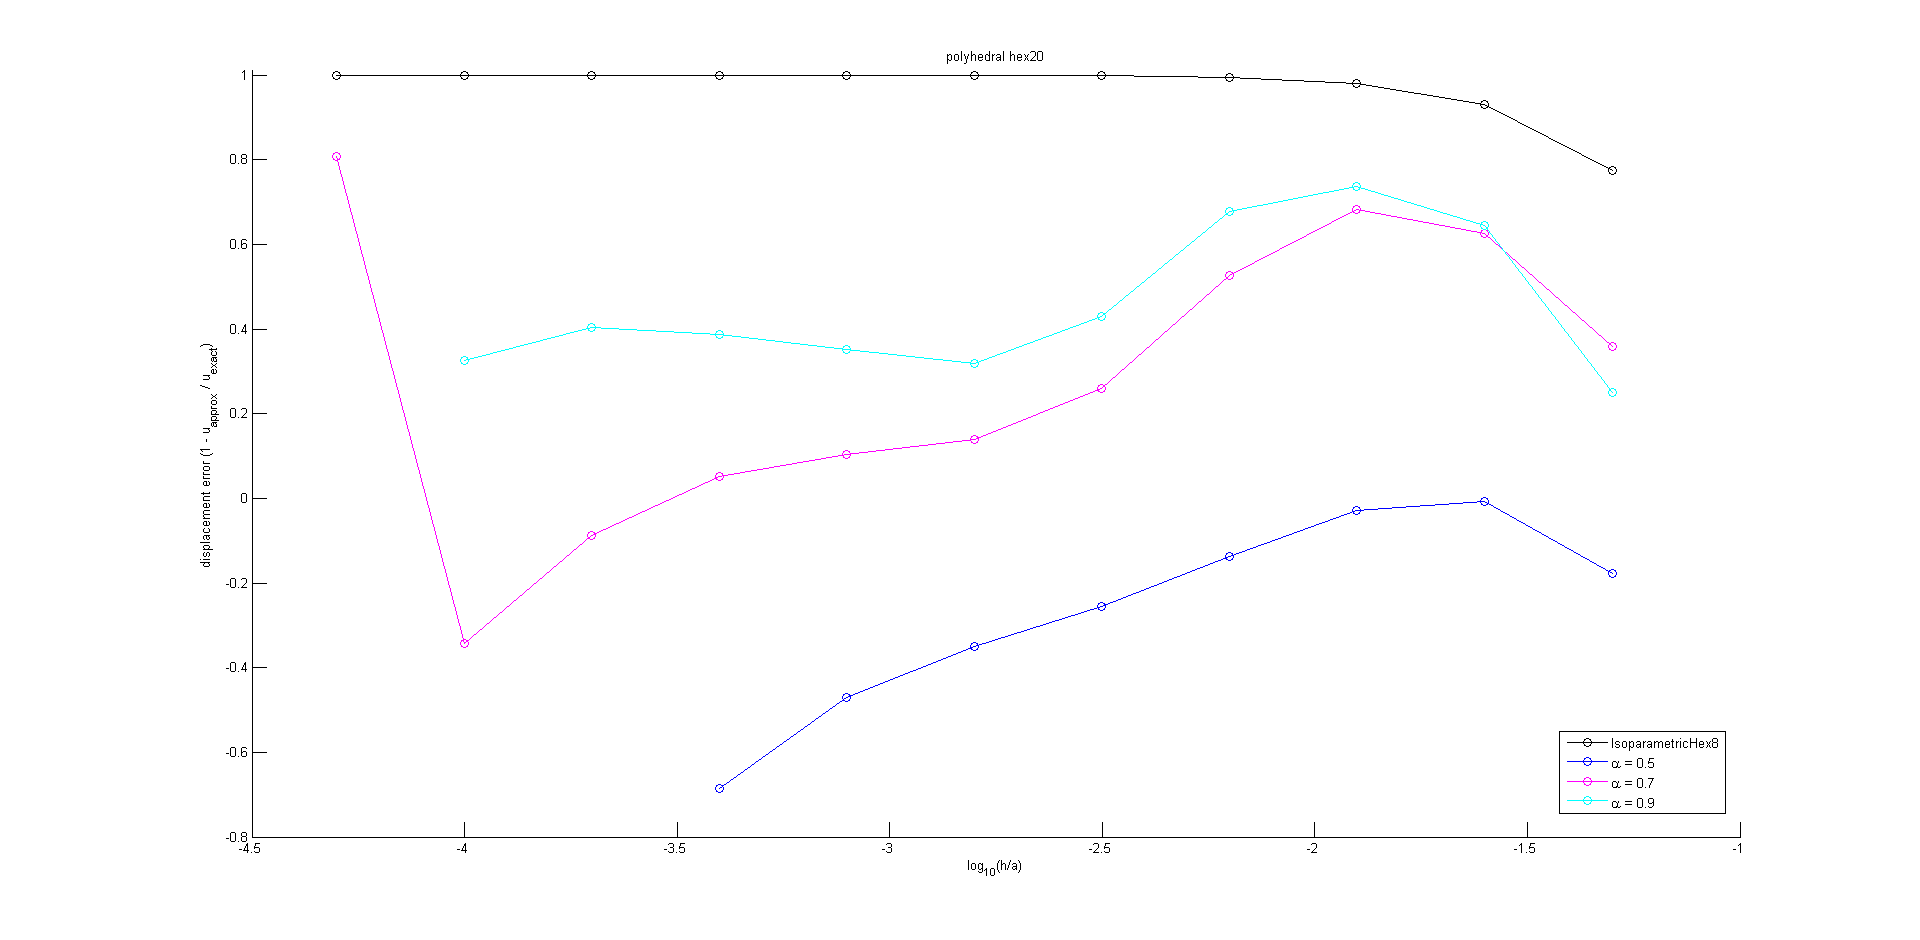 polyhedral hex20
1
0.8
0.6
0.4
0.2
0
-0.2
-0.4
-0.6
-0.8
displacement error (1 - u_approx / u_exact)
-4.5 -4 -3.5 -3 -2.5 -2 -1.5 -1
log10(h/a)
IsoparametricHex8
α = 0.5
α = 0.7
α = 0.9